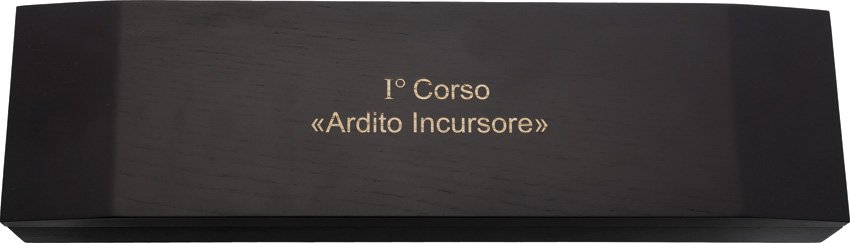 I° Corso
«Ardito Incursore»